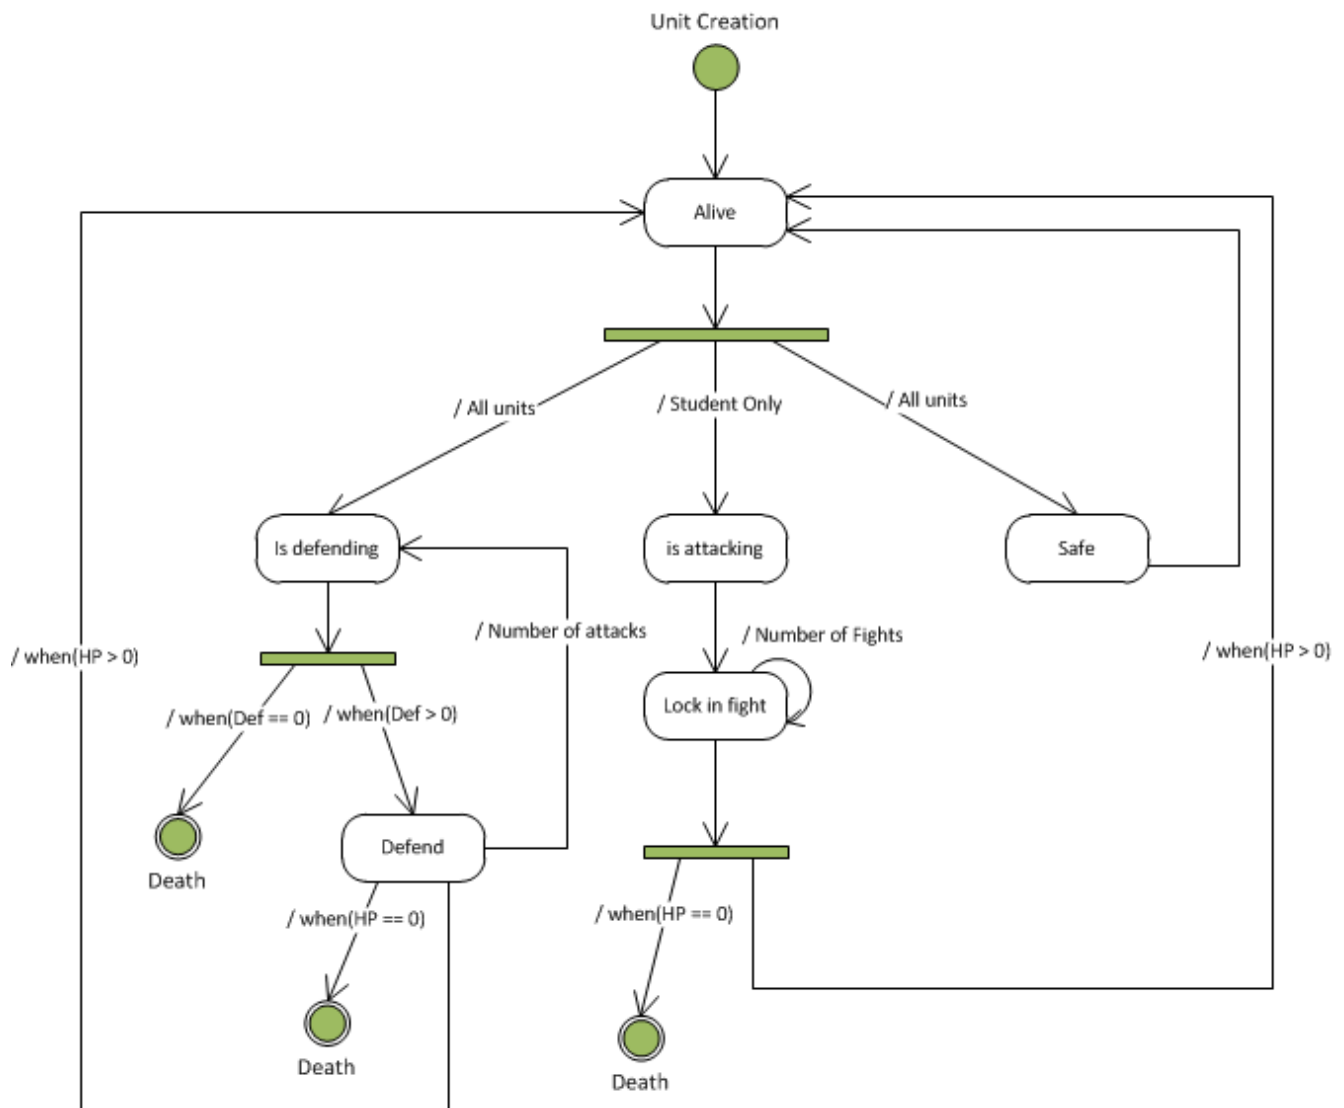 Unit Creation
Alive
/ All units
/ Student Only
/ All units
Is defending
is attacking
Safe
/ Number of attacks
/ Number of Fights
/ when(HP > 0)
/ when(HP > 0)
Lock in fight
/ when(Def == 0)
/ when(Def > 0)
Defend
Death
/ when(HP == 0)
/ when(HP == 0)
Death
Death